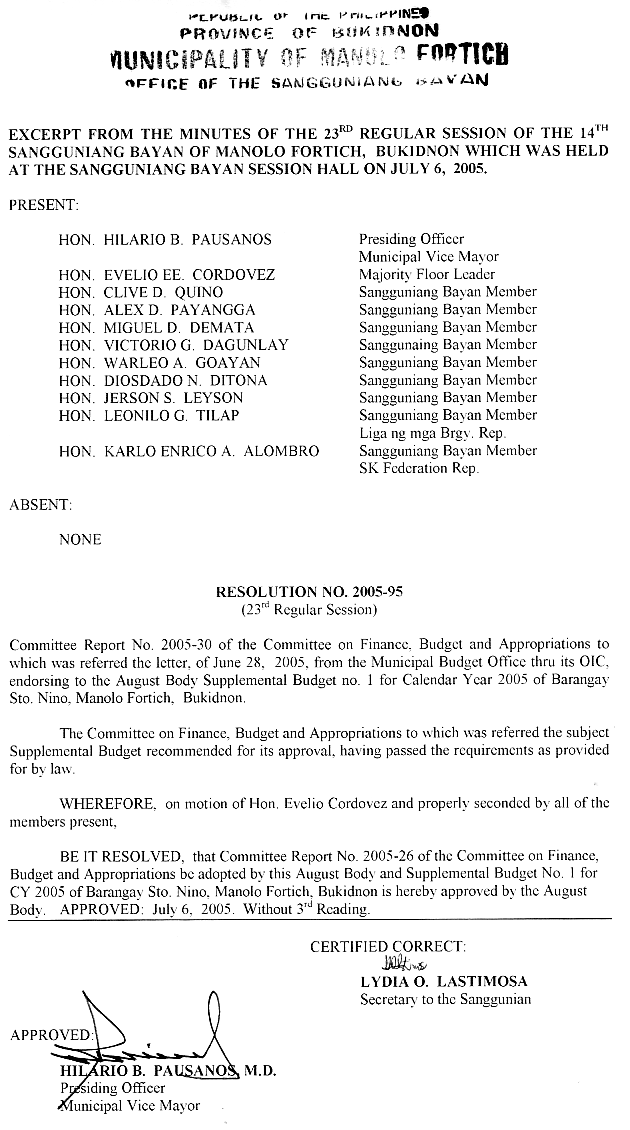 REPUBLIC OF THE PHILIPPINES
PROVINCE OF BUKIDNON
MUNICIPALITY OF MANOLO FORTICH
OFFICE OF THE SANGGUNIANG BAYAN
EXCERPT FROM THE MINUTES OF THE 23RD REGULAR SESSION OF THE 14TH
SANGGUNIANG BAYAN OF MANOLO FORTICH, BUKIDNON WHICH WAS HELD
AT THE SANGGUNIANG BAYAN SESSION HALL ON JULY 6, 2005.
PRESENT:
HON. HILARIO B. PAUSANOS Presiding Officer
Municipal Vice Mayor
HON. EVELIO EE. CORDOVEZ Majority Floor Leader
HON. CLIVE D. QUINO Sangguniang Bayan Member
HON. ALEX D. PAYANGGA Sangguniang Bayan Member
HON. MIGUEL D. DEMATA Sangguniang Bayan Member
HON. VICTORIO G. DAGUNLAY Sanggunaing Bayan Member
HON. WARLEO A. GOAYAN Sangguniang Bayan Member
HON. DIOSDADO N. DITONA Sangguniang Bayan Member
HON. JERSON S. LEYSON Sangguniang Bayan Member
HON. LEONILO G. TILAP Sangguniang Bayan Member
Liga ng mga Brgy. Rep.
HON. KARLO ENRICO A. ALOMBRO Sangguniang Bayan Member
SK Federation Rep.
ABSENT:
NONE
RESOLUTION NO. 2005-95
(23rd Regular Session)
Committee Report No. 2005-30 of the Committee on Finance, Budget and Appropriations to
which was referred the letter, of June 28, 2005, from the Municipal Budget Office thru its OIC,
endorsing to the August Body Supplemental Budget no. 1 for Calendar Year 2005 of Barangay
Sto. Nino, Manolo Fortich, Bukidnon.
The Committee on Finance, Budget and Appropriations to which was referred the subject
Supplemental Budget recommended for its approval, having passed the requirements as provided
for by law.
WHEREFORE, on motion of Hon. Evelio Cordovez and properly seconded by all of the
members present,
BE IT RESOLVED, that Committee Report No. 2005-26 of the Committee on Finance,
Budget and Appropriations be adopted by this August Body and Supplemental Budget No. 1 for
CY 2005 of Barangay Sto. Nino, Manolo Fortich, Bukidnon is hereby approved by the August
Body. APPROVED: July 6, 2005. Without 3rd Reading.
CERTIFIED CORRECT:
LYDIA O. LASTIMOSA
Secretary to the Sanggunian
APPROVED:
HILARIO B. PAUSANOS, M.D.
Presiding Officer
Municipal Vice Mayor